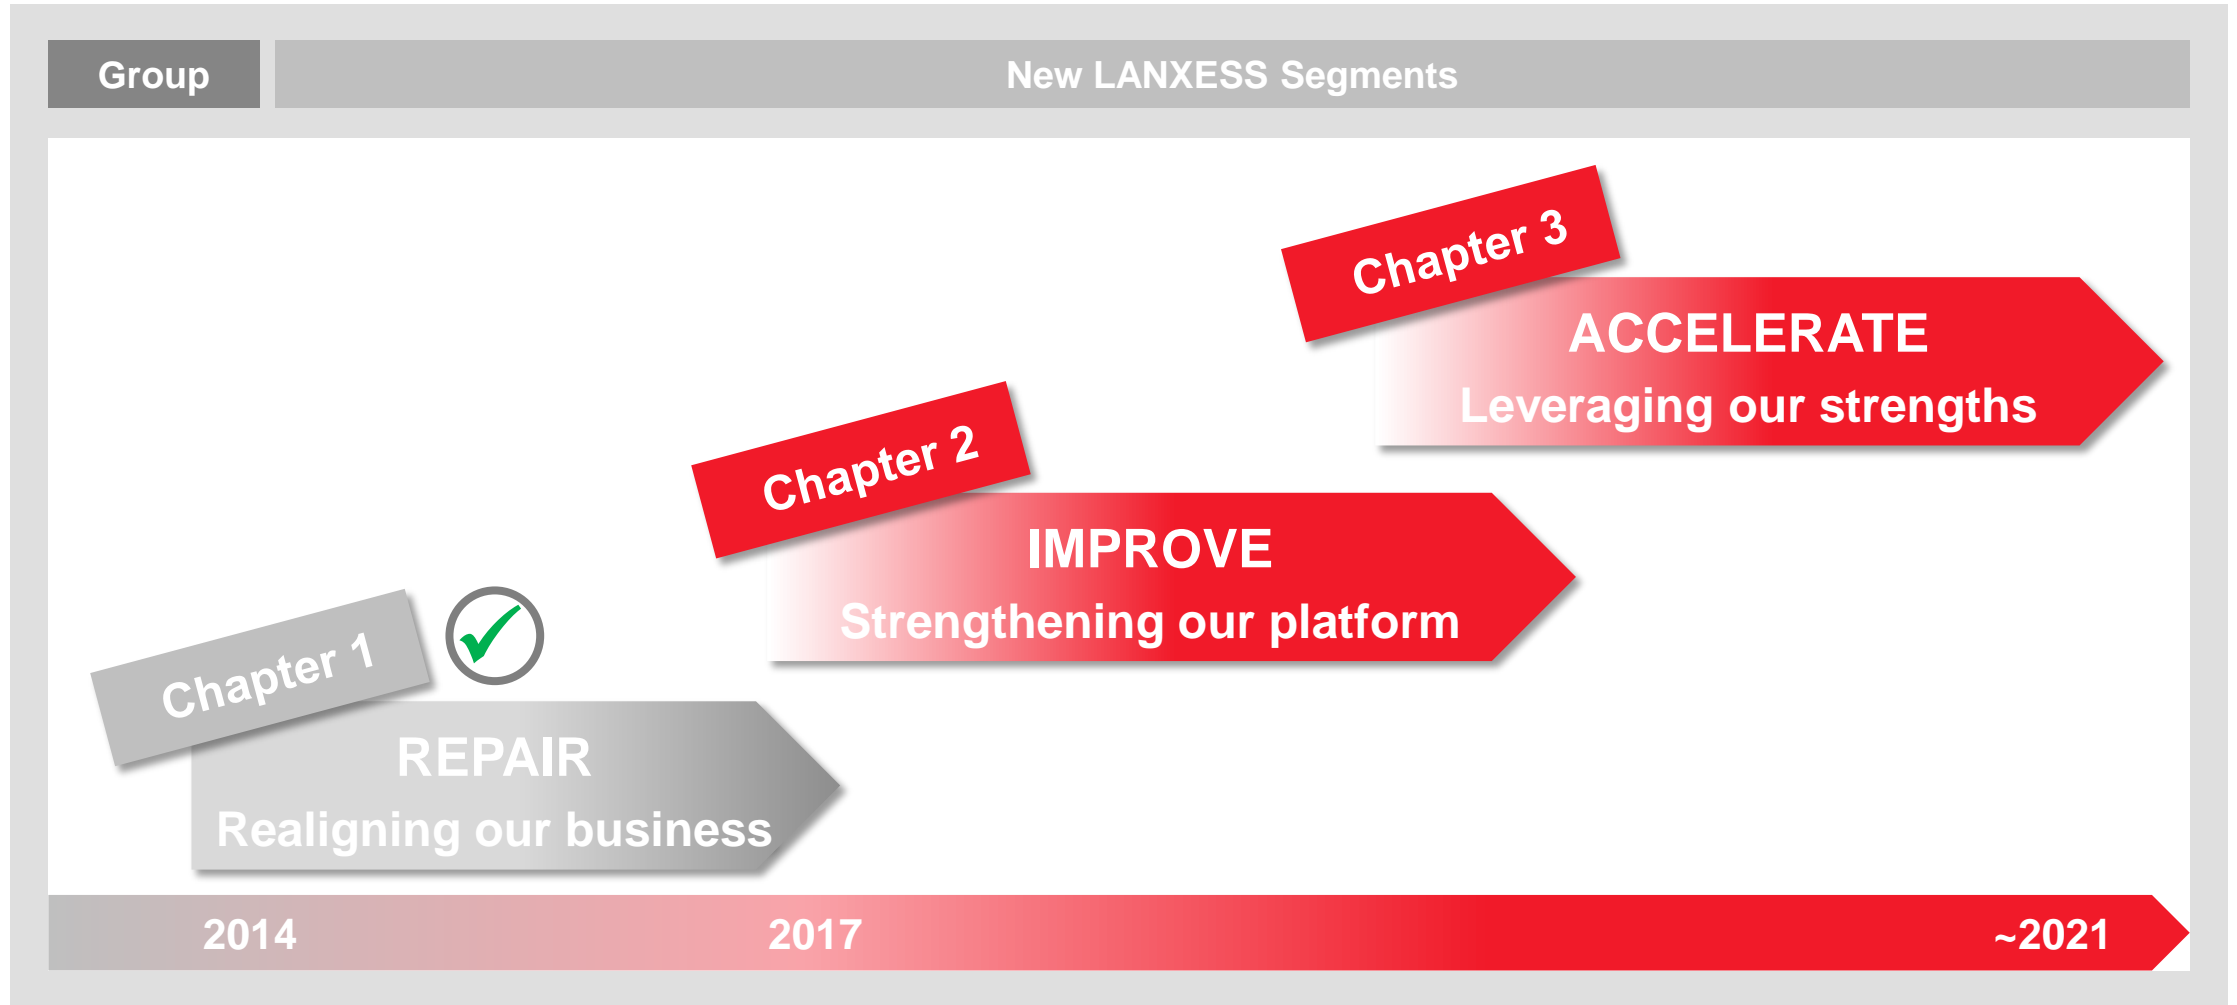 Group
New LANXESS Segments
Chapter 3
ACCELERATE
Leveraging our strengths
Chapter 2
IMPROVE
Strengthening our platform
Chapter 1
REPAIR
Realigning our business
2014
2017
~2021